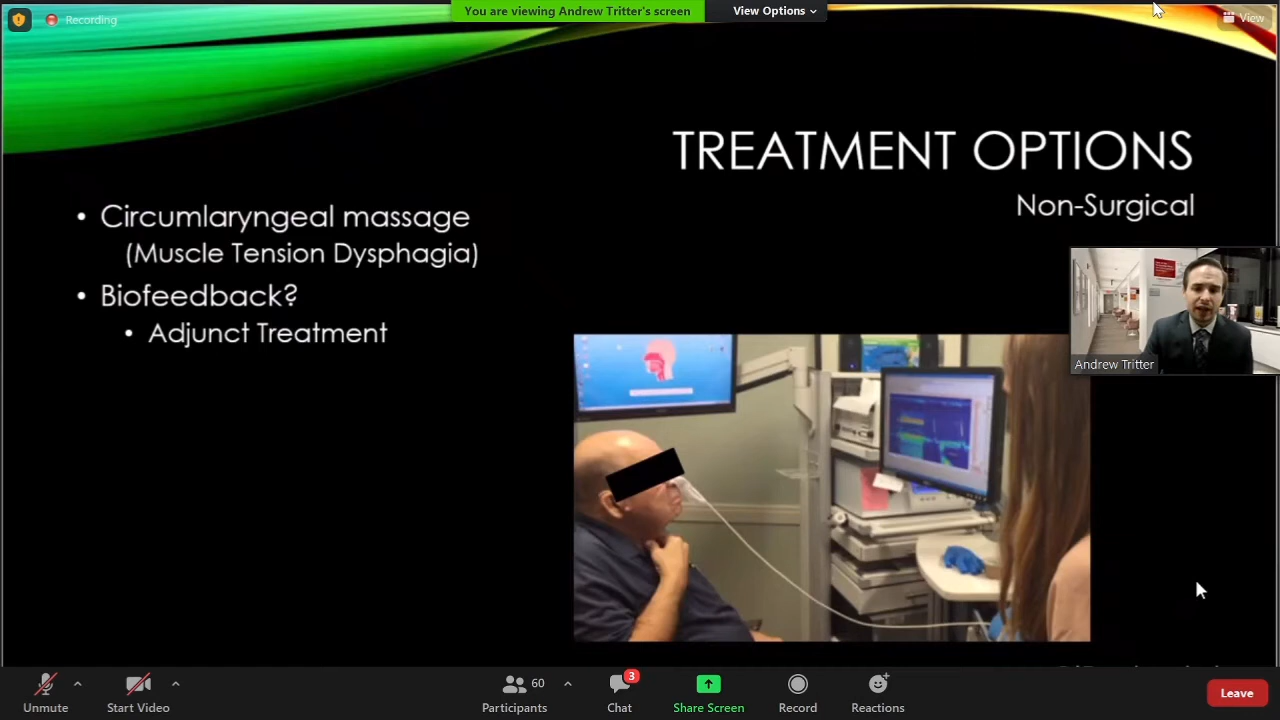 Recording
You are viewing Andrew Tritter's screen
View Options
View
TREATMENT OPTIONS
Non-Surgical
• Circumlaryngeal massage
(Muscle Tension Dysphagia)
• Biofeedback?
• Adjunct Treatment
Andrew Tritter
Unmute
Start Video
60
Participants
3
Chat
Share Screen
Record
Reactions
Leave